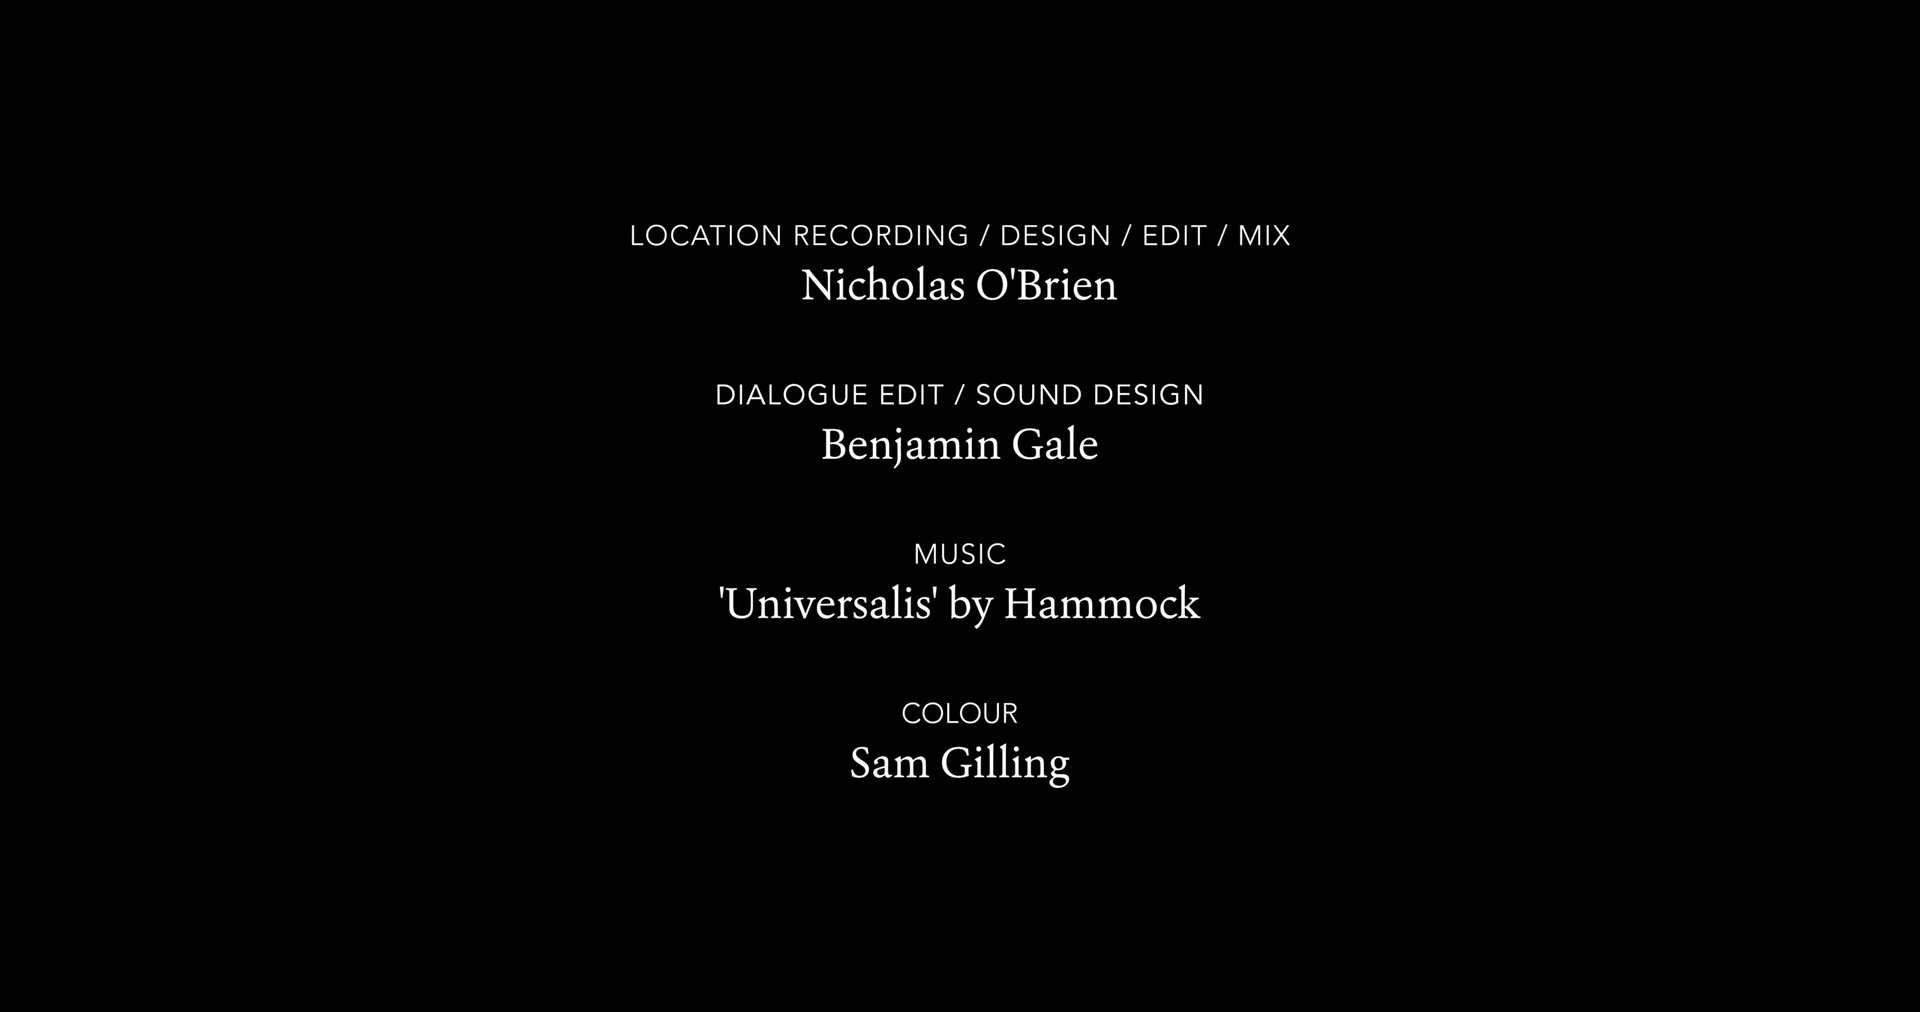 LOCATION RECORDING / DESIGN / EDIT / MIX
Nicholas O'Brien
DIALOGUE EDIT / SOUND DESIGN
Benjamin Gale
MUSIC
'Universalis' by Hammock
COLOUR
Sam Gilling